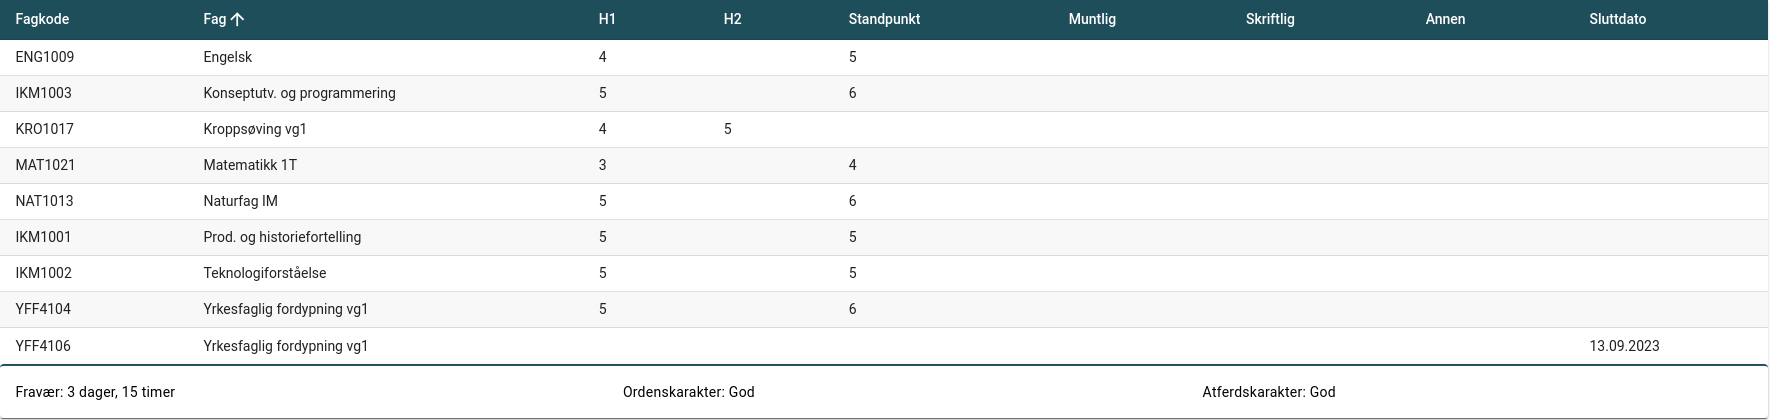 Fagkode Fag H1 H2 Standpunkt Muntlig Skriftlig Annen Sluttdato
ENG1009 Engelsk 4 5
IKM1003 Konseptutv. og programmering 5 6
KRO1017 Kroppsøving vg1 4 5
MAT1021 Matematikk 1T 3 4
NAT1013 Naturfag IM 5 6
IKM1001 Prod. og historiefortelling 5 5
IKM1002 Teknologiforståelse 5 5
YFF4104 Yrkesfaglig fordypning vg1 5 6
YFF4106 Yrkesfaglig fordypning vg1 13.09.2023
Fravær: 3 dager, 15 timer Ordenskarakter: God Atferdskarakter: God